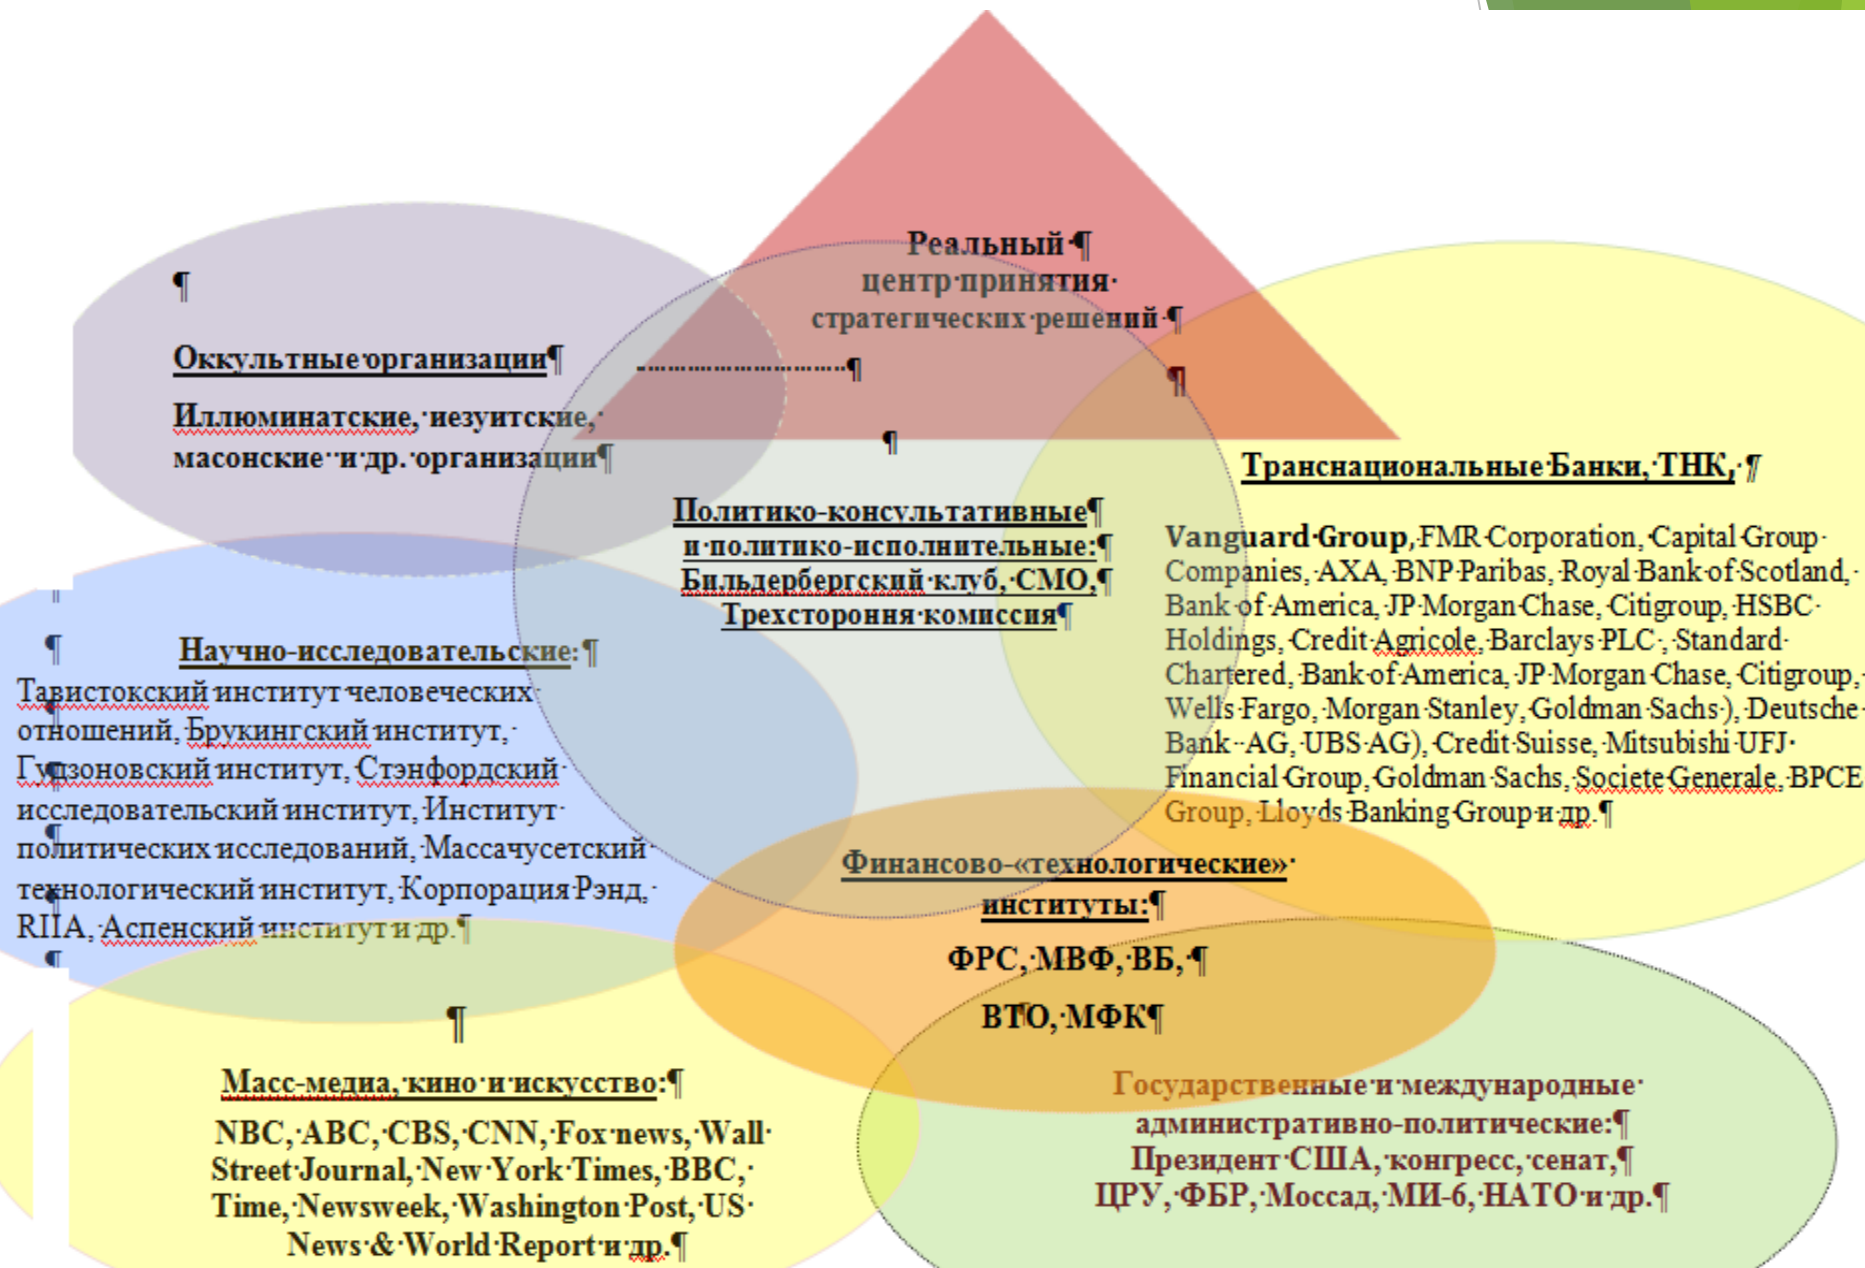 Реальный
центр принятия
стратегических решений
Оккультные организации
Иллюминатские, иезуитские,
масонские и др. организации
Политико-консультативные
и политико-исполнительные:
Бильдербергский клуб, СМО,
Трехстороння комиссия
Транснациональные Банки, ТНК,
Vanguard Group, FMR Corporation, Capital Group
Companies, AXA, BNP Paribas, Royal Bank of Scotland,
Bank of America, JP Morgan Chase, Citigroup, HSBC
Holdings, Credit Agricole, Barclays PLC , Standard
Chartered, Bank of America, JP Morgan Chase, Citigroup,
Wells Fargo, Morgan Stanley, Goldman Sachs ), Deutsche
Bank AG, UBS AG), Credit Suisse, Mitsubishi UFJ
Financial Group, Goldman Sachs, Societe Generale, BPCE
Group, Lloyds Banking Group и др.
Научно-исследовательские:
Тавистокский институт человеческих
отношений, Брукингский институт,
Гудзоновский институт, Стэнфордский
исследовательский институт, Институт
политических исследований, Массачусетский
технологический институт, Корпорация Рэнд,
RIIA, Аспенский институт и др.
Финансово-«технологические»
институты:
ФРС, МВФ, ВБ,
ВТО, МФК
Масс-медиа, кино и искусство:
NBC, ABC, CBS, CNN, Fox news, Wall
Street Journal, New York Times, BBC,
Time, Newsweek, Washington Post, US
News & World Report и др.
Государственные и международные
административно-политические:
Президент США, конгресс, сенат,
ЦРУ, ФБР, Моссад, МИ-6, НАТО и др.